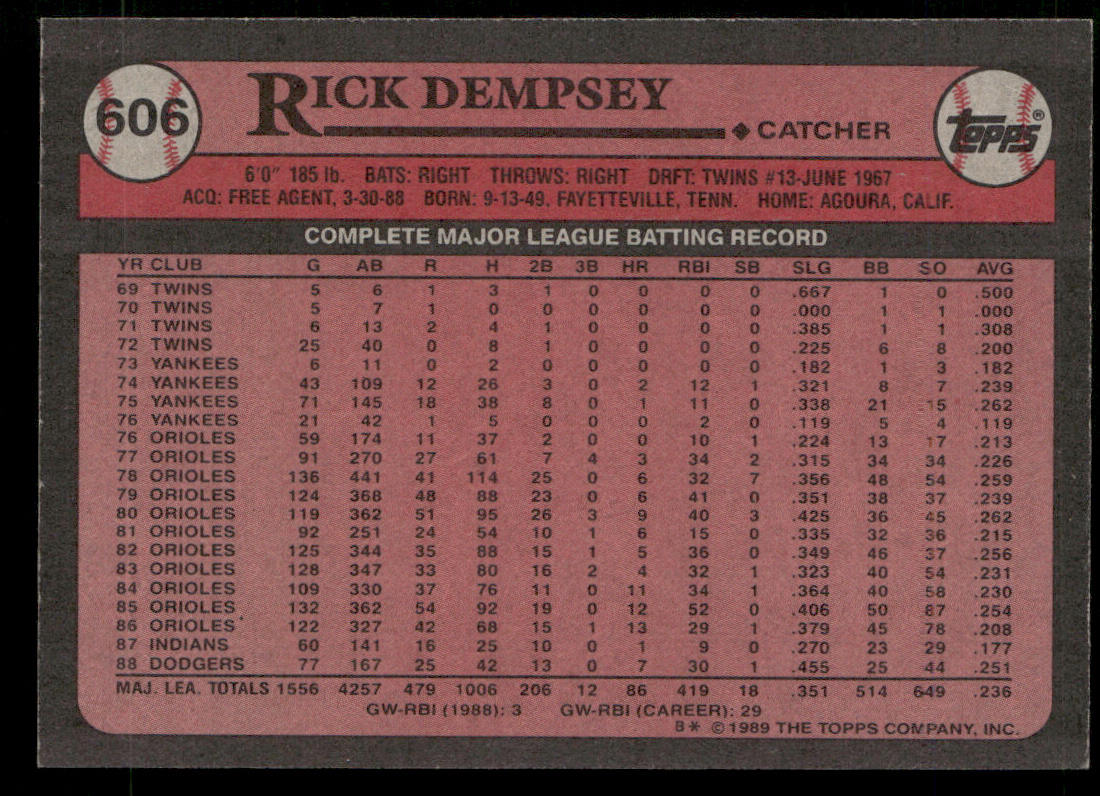 606 RICK DEMPSEY
◆ CATCHER
TOPPS®
6'0" 185 lb. BATS: RIGHT THROWS: RIGHT DRFT: TWINS #13-JUNE 1967
ACQ: FREE AGENT, 3-30-88 BORN: 9-13-49, FAYETTEVILLE, TENN. HOME: AGOURA, CALIF.
COMPLETE MAJOR LEAGUE BATTING RECORD
YR CLUB G AB R H 2B 3B HR RBI SB SLG BB SO AVG
69 TWINS 5 6 1 3 1 0 0 0 0 .667 1 0 .500
70 TWINS 5 7 1 0 0 0 0 0 0 .000 1 1 .000
71 TWINS 6 13 2 4 1 0 0 0 0 .385 1 1 .308
72 TWINS 25 40 0 8 1 0 0 0 0 .225 6 8 .200
73 YANKEES 6 11 0 2 0 0 0 0 0 .182 1 3 .182
74 YANKEES 43 109 12 26 3 0 2 12 1 .321 8 7 .239
75 YANKEES 71 145 18 38 8 0 1 11 0 .338 21 15 .262
76 YANKEES 21 42 1 5 0 0 0 2 0 .119 5 4 .119
76 ORIOLES 59 174 11 37 2 0 0 10 1 .224 13 17 .213
77 ORIOLES 91 270 27 61 7 4 3 34 2 .315 34 34 .226
78 ORIOLES 136 441 41 114 25 0 6 32 7 .356 48 54 .259
79 ORIOLES 124 368 48 88 23 0 6 41 0 .351 38 37 .239
80 ORIOLES 119 362 51 95 26 3 9 40 3 .425 36 45 .262
81 ORIOLES 92 251 24 54 10 1 6 15 0 .335 32 36 .215
82 ORIOLES 125 344 35 88 15 1 5 36 0 .349 46 37 .256
83 ORIOLES 128 347 33 80 16 2 4 32 1 .323 40 54 .231
84 ORIOLES 109 330 37 76 11 0 11 34 1 .364 40 58 .230
85 ORIOLES 132 362 54 92 19 0 12 52 0 .406 50 87 .254
86 ORIOLES 122 327 42 68 15 1 13 29 1 .379 45 78 .208
87 INDIANS 60 141 16 25 10 0 1 9 0 .270 23 29 .177
88 DODGERS 77 167 25 42 13 0 7 30 1 .455 25 44 .251
MAJ. LEA. TOTALS 1556 4257 479 1006 206 12 86 419 18 .351 514 649 .236
GW-RBI (1988): 3 GW-RBI (CAREER): 29
B* © 1989 THE TOPPS COMPANY, INC.